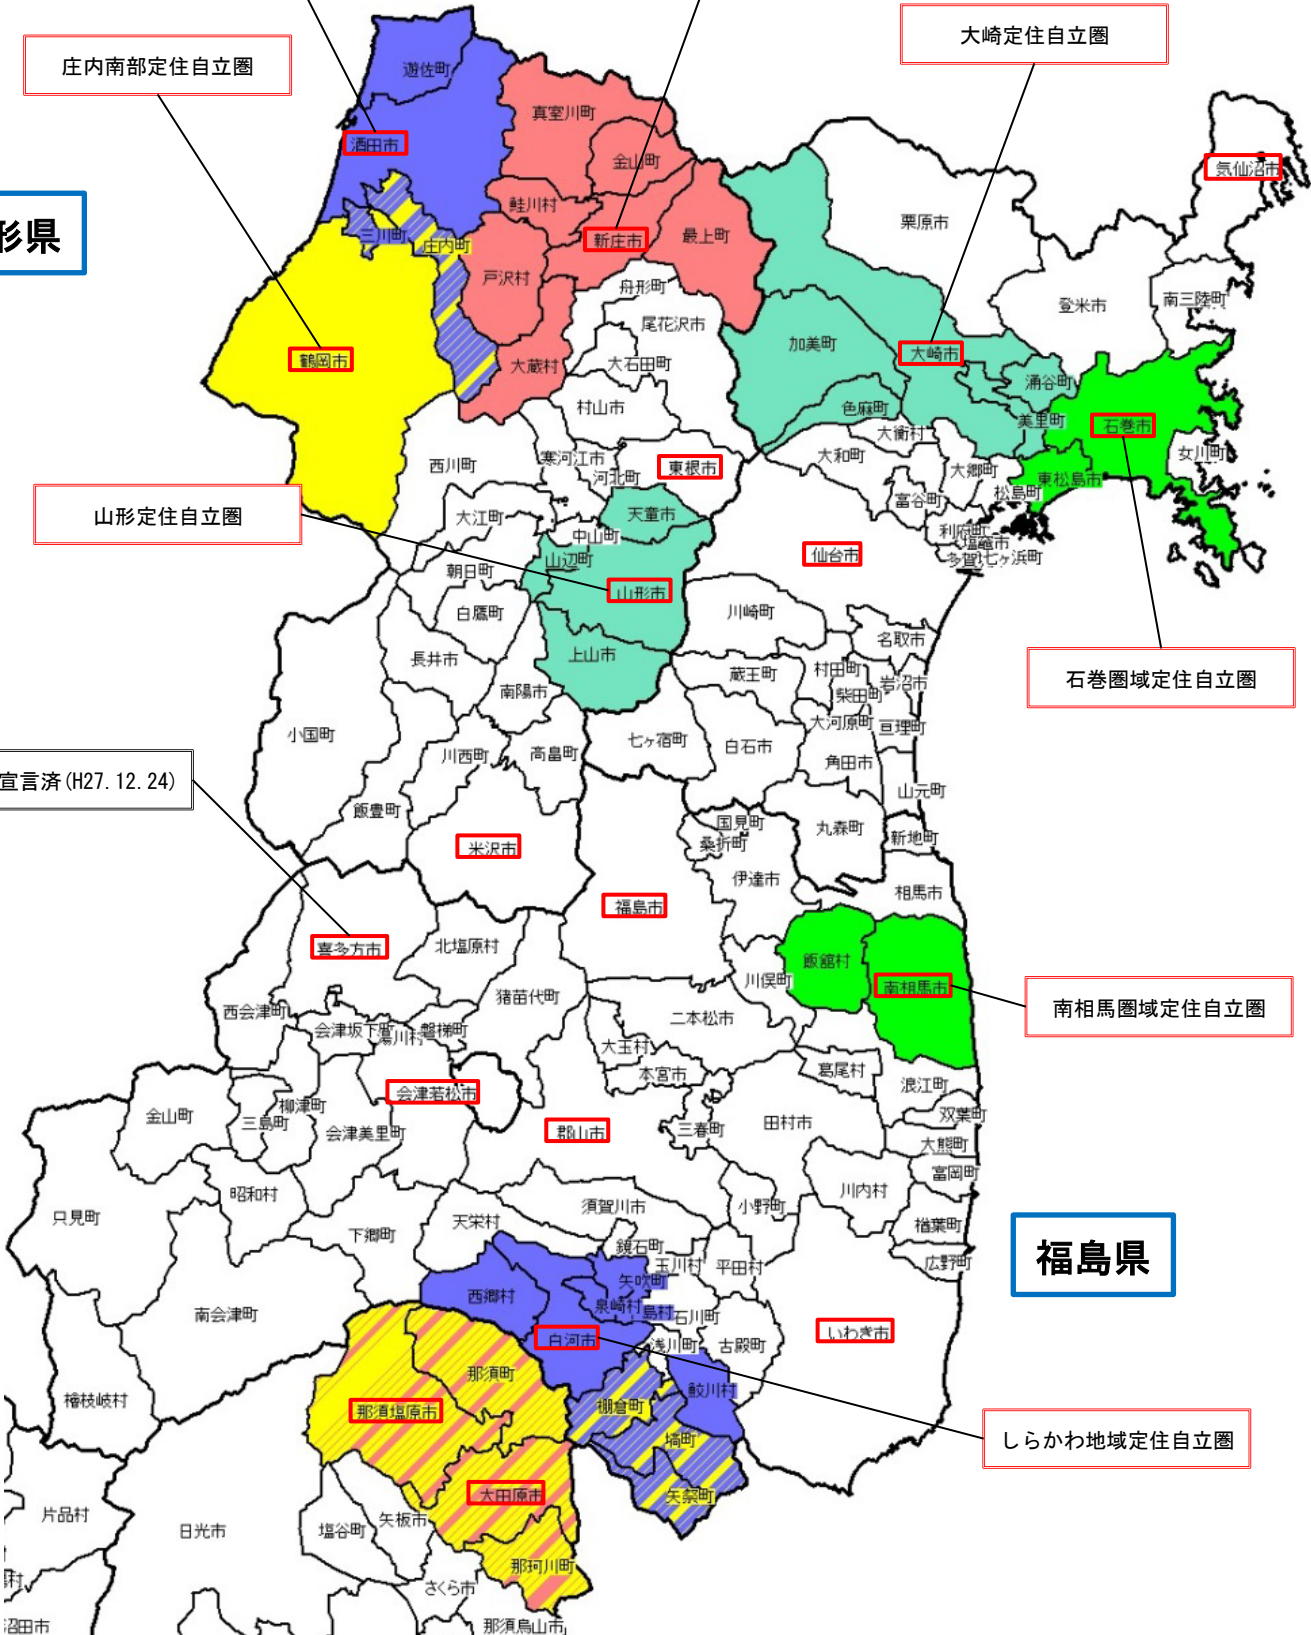 大崎定住自立圏
庄内南部定住自立圏
遊佐町
真室川町
酒田市
金山町
気仙沼市
鮭川村
栗原市
形県
三川町
庄内町
新庄市
最上町
戸沢村
舟形町
登米市
南三陸町
尾花沢市
加美町
大崎市
鶴岡市
大石田町
大蔵村
涌谷町
村山市
色麻町
美里町
石巻市
大衡村
西川町
寒河江市
河北町
東根市
大和町
大郷町
女川町
東松島市
富谷町
松島町
山形定住自立圏
大江町
天童市
中山町
利府町
塩竈市
多賀
七ヶ浜町
仙台市
山辺町
朝日町
山形市
白鷹町
川崎町
名取市
長井市
上山市
蔵王町
村田町
岩沼市
石巻圏域定住自立圏
南陽市
柴田町
小国町
大河原町
亘理町
七ヶ宿町
白石市
川西町
高畠町
角田市
宣言済(H27.12.24)
山元町
飯豊町
国見町
丸森町
新地町
米沢市
桑折町
伊達市
相馬市
福島市
喜多方市
北塩原村
飯舘村
川俣町
南相馬市
猪苗代町
南相馬圏域定住自立圏
西会津町
二本松市
会津坂下町
湯川村
磐梯町
大玉村
本宮市
葛尾村
浪江町
会津若松市
金山町
柳津町
三島町
双葉町
会津美里町
郡山市
三春町
田村市
大熊町
富岡町
昭和村
川内村
只見町
須賀川市
小野町
天栄村
下郷町
楢葉町
鏡石町
広野町
福島県
玉川村
平田村
矢吹町
西郷村
泉崎村
島村
石川町
南会津町
白河市
浅川町
古殿町
いわき市
那須町
鮫川村
檜枝岐村
那須塩原市
棚倉町
塙町
しらかわ地域定住自立圏
大田原市
矢祭町
片品村
日光市
塩谷町
矢板市
那珂川町
村
さくら市
沼田市
那須烏山市